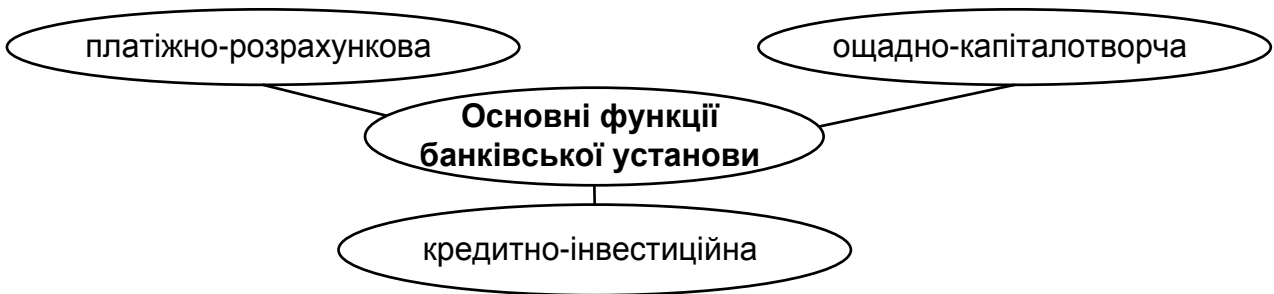 платіжно-розрахункова
ощадно-капіталотворча
Основні функції
банківської установи
кредитно-інвестиційна